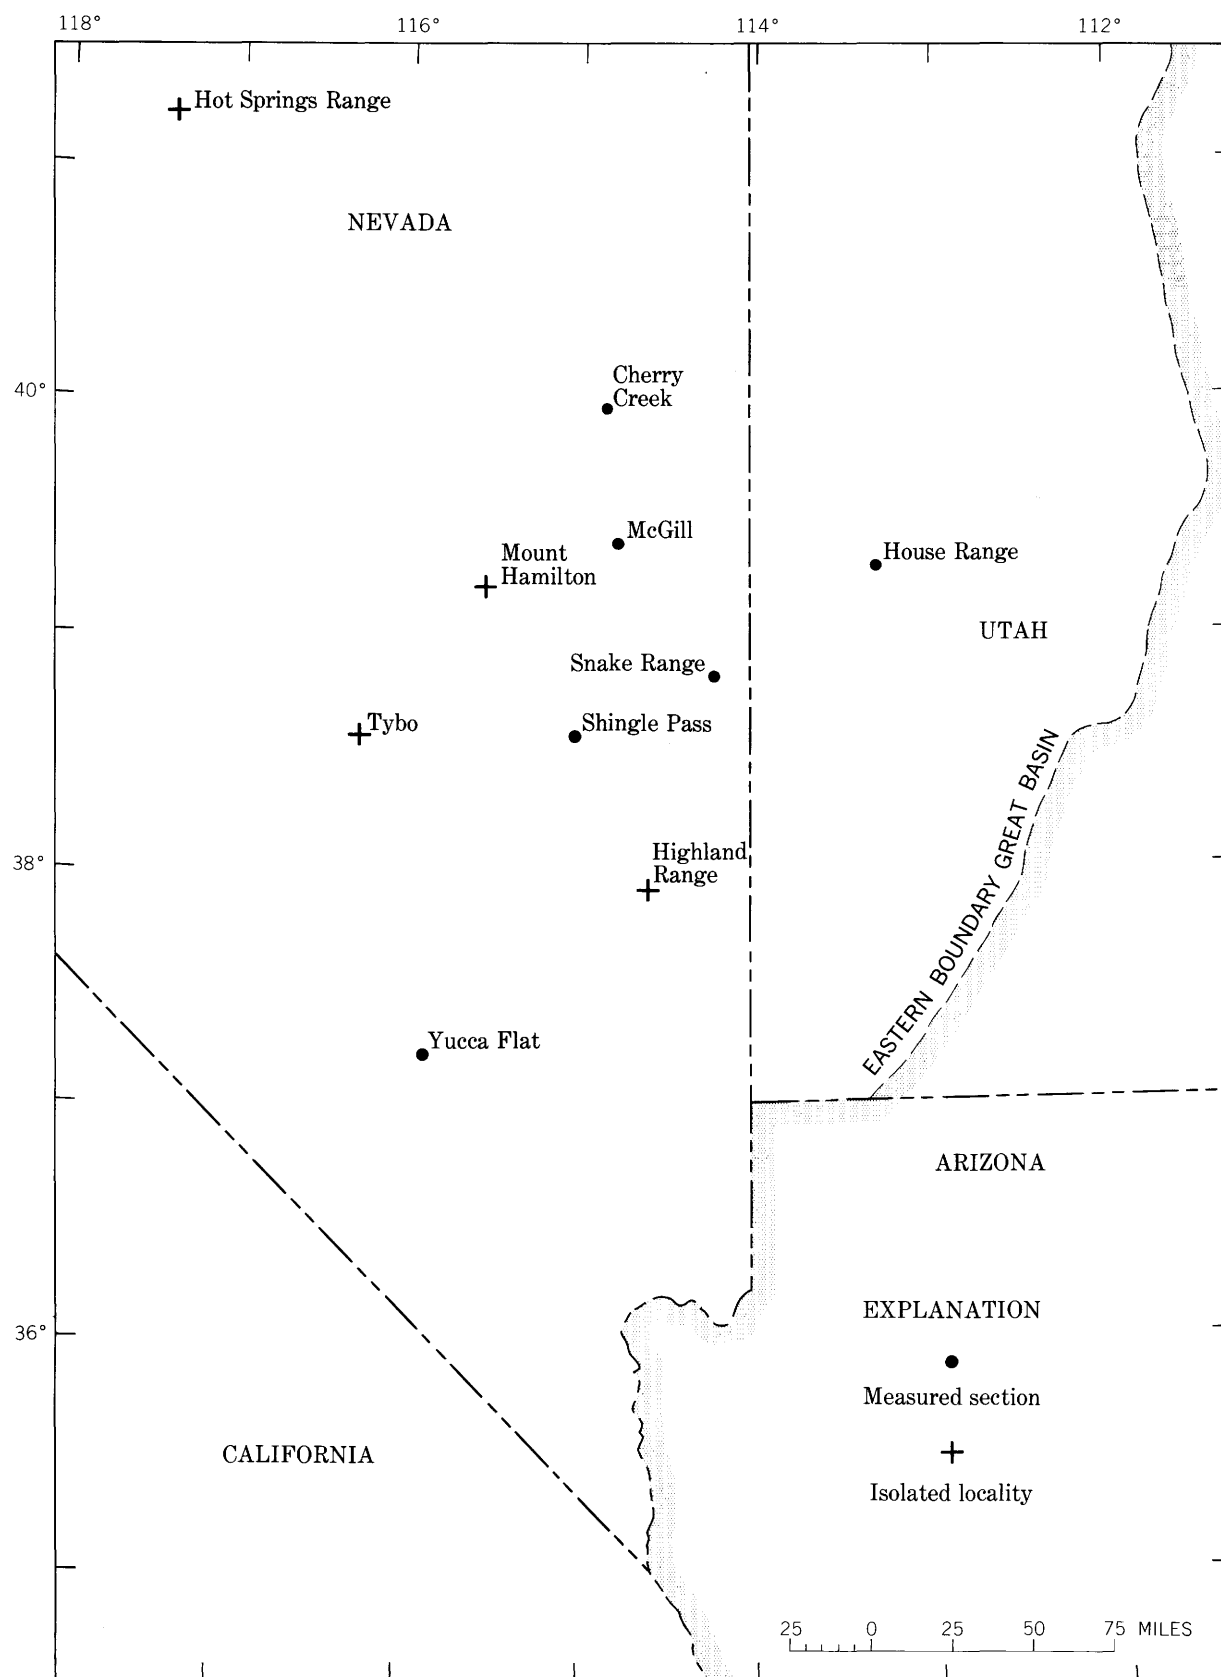 118°
116°
114°
112°
Hot Springs Range
NEVADA
Cherry
Creek
40°
McGill
Mount
Hamilton
House Range
UTAH
Snake Range
Tybo
Shingle Pass
EASTERN BOUNDARY GREAT BASIN
38°
Highland
Range
Yucca Flat
ARIZONA
EXPLANATION
36°
Measured section
CALIFORNIA
Isolated locality
25 0 25 50 75 MILES